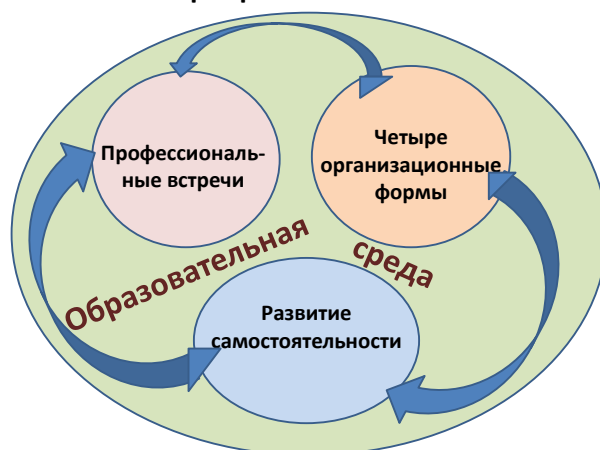 Профессиональ-
ные встречи
Четыре
организационные
формы
Образовательная среда
Развитие
самостоятельности